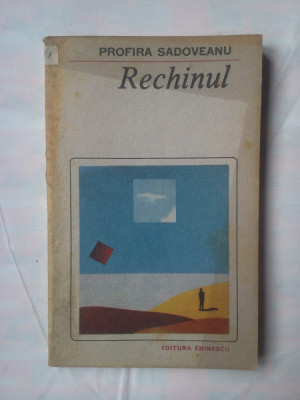 PROFIRA SADOVEANU
Rechinul
EDITURA EMINESCU